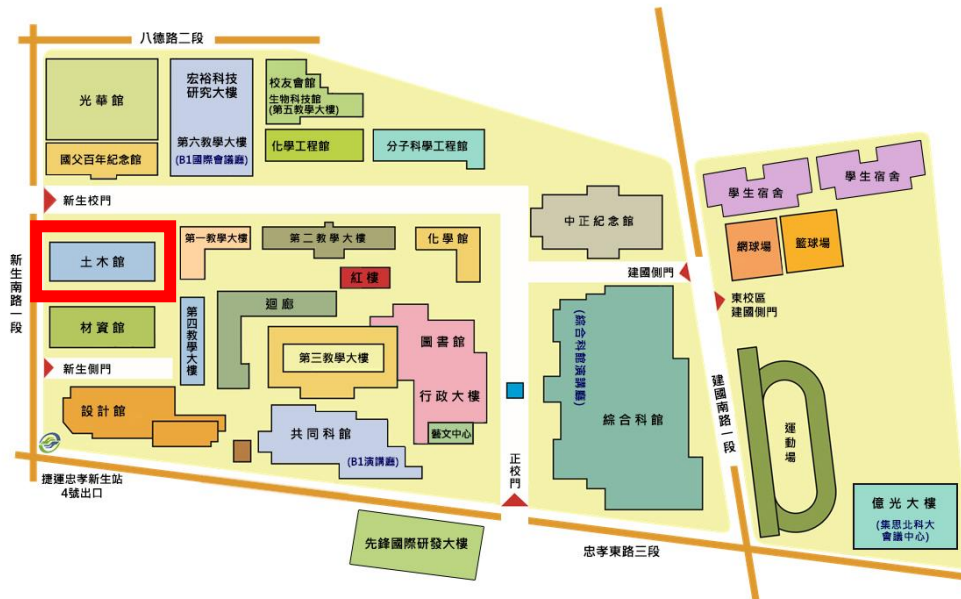 八德路二段
光華館
宏裕科技
研究大樓
校友會館
生物科技館
(第五教學大樓)
國父百年紀念館
第六教學大樓
(B1國際會議廳)
化學工程館
分子科學工程館
學生宿舍
學生宿舍
新生校門
中正紀念館
網球場
籃球場
新生南路一段
土木館
第一教學大樓
第二教學大樓
化學館
紅樓
建國側門
東校區
建國側門
材資館
第四教學大樓
迴廊
第三教學大樓
圖書館
行政大樓
藝文中心
(綜合科館演講廳)
綜合科館
建國南路一段
運動場
新生側門
設計館
共同科館
(B1演講廳)
正校門
捷運忠孝新生站
4號出口
先鋒國際研發大樓
忠孝東路三段
億光大樓
(集思北科大
會議中心)